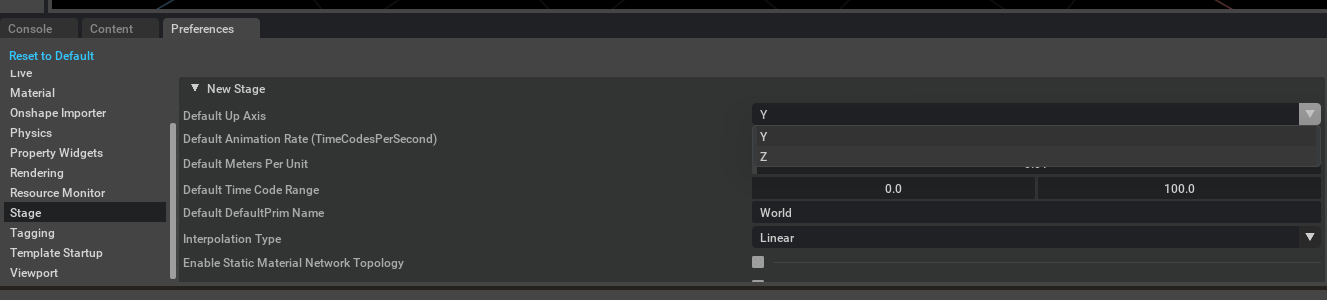 Console Content Preferences
Reset to Default
Live
Material
Onshape Importer
Physics
Property Widgets
Rendering
Resource Monitor
Stage
Tagging
Template Startup
Viewport
New Stage
Default Up Axis Y
Y
Z
Default Animation Rate (TimeCodesPerSecond)
Default Meters Per Unit
Default Time Code Range 0.0 100.0
Default DefaultPrim Name World
Interpolation Type Linear
Enable Static Material Network Topology